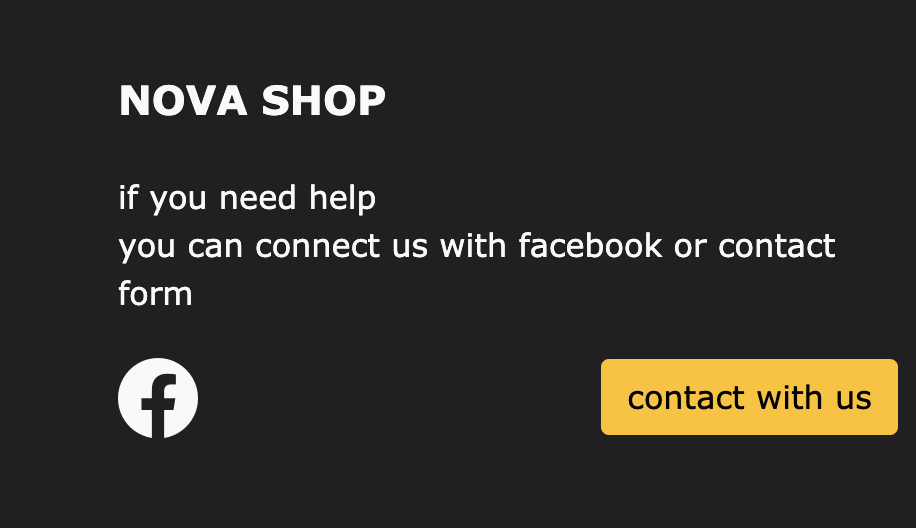 NOVA SHOP
if you need help
you can connect us with facebook or contact
form
contact with us